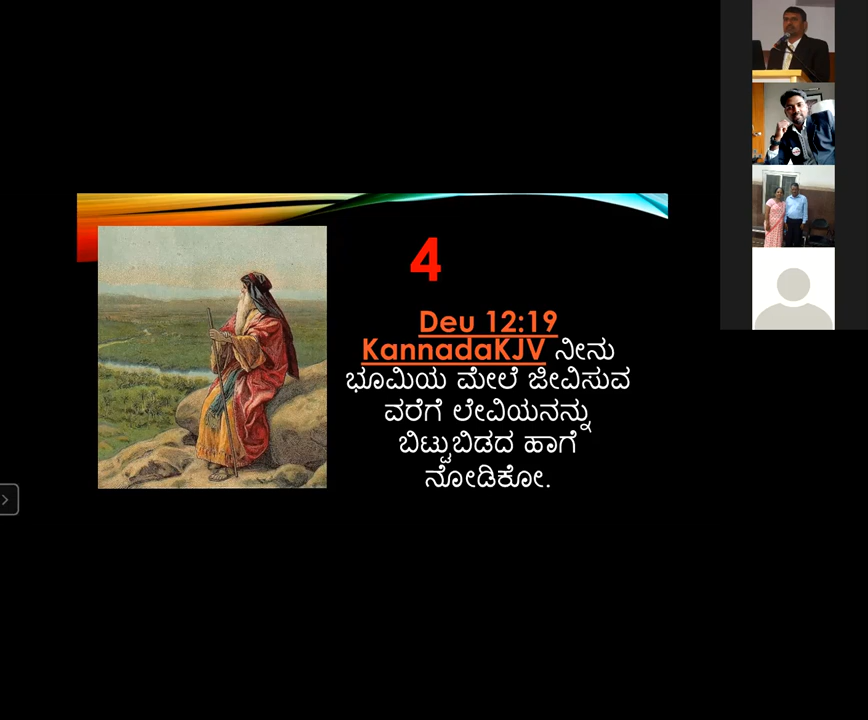 4
Deu 12:19
KannadaKJV ನೀನು
ಭೂಮಿಯ ಮೇಲೆ ಜೀವಿಸುವ
ವರೆಗೆ ಲೇವಿಯನನ್ನು
ಬಿಟ್ಟುಬಿಡದ ಹಾಗೆ
ನೋಡಿಕೋ.